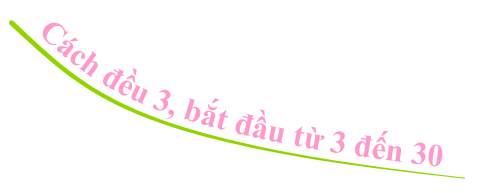 Cách đều 3, bắt đầu từ 3 đến 30